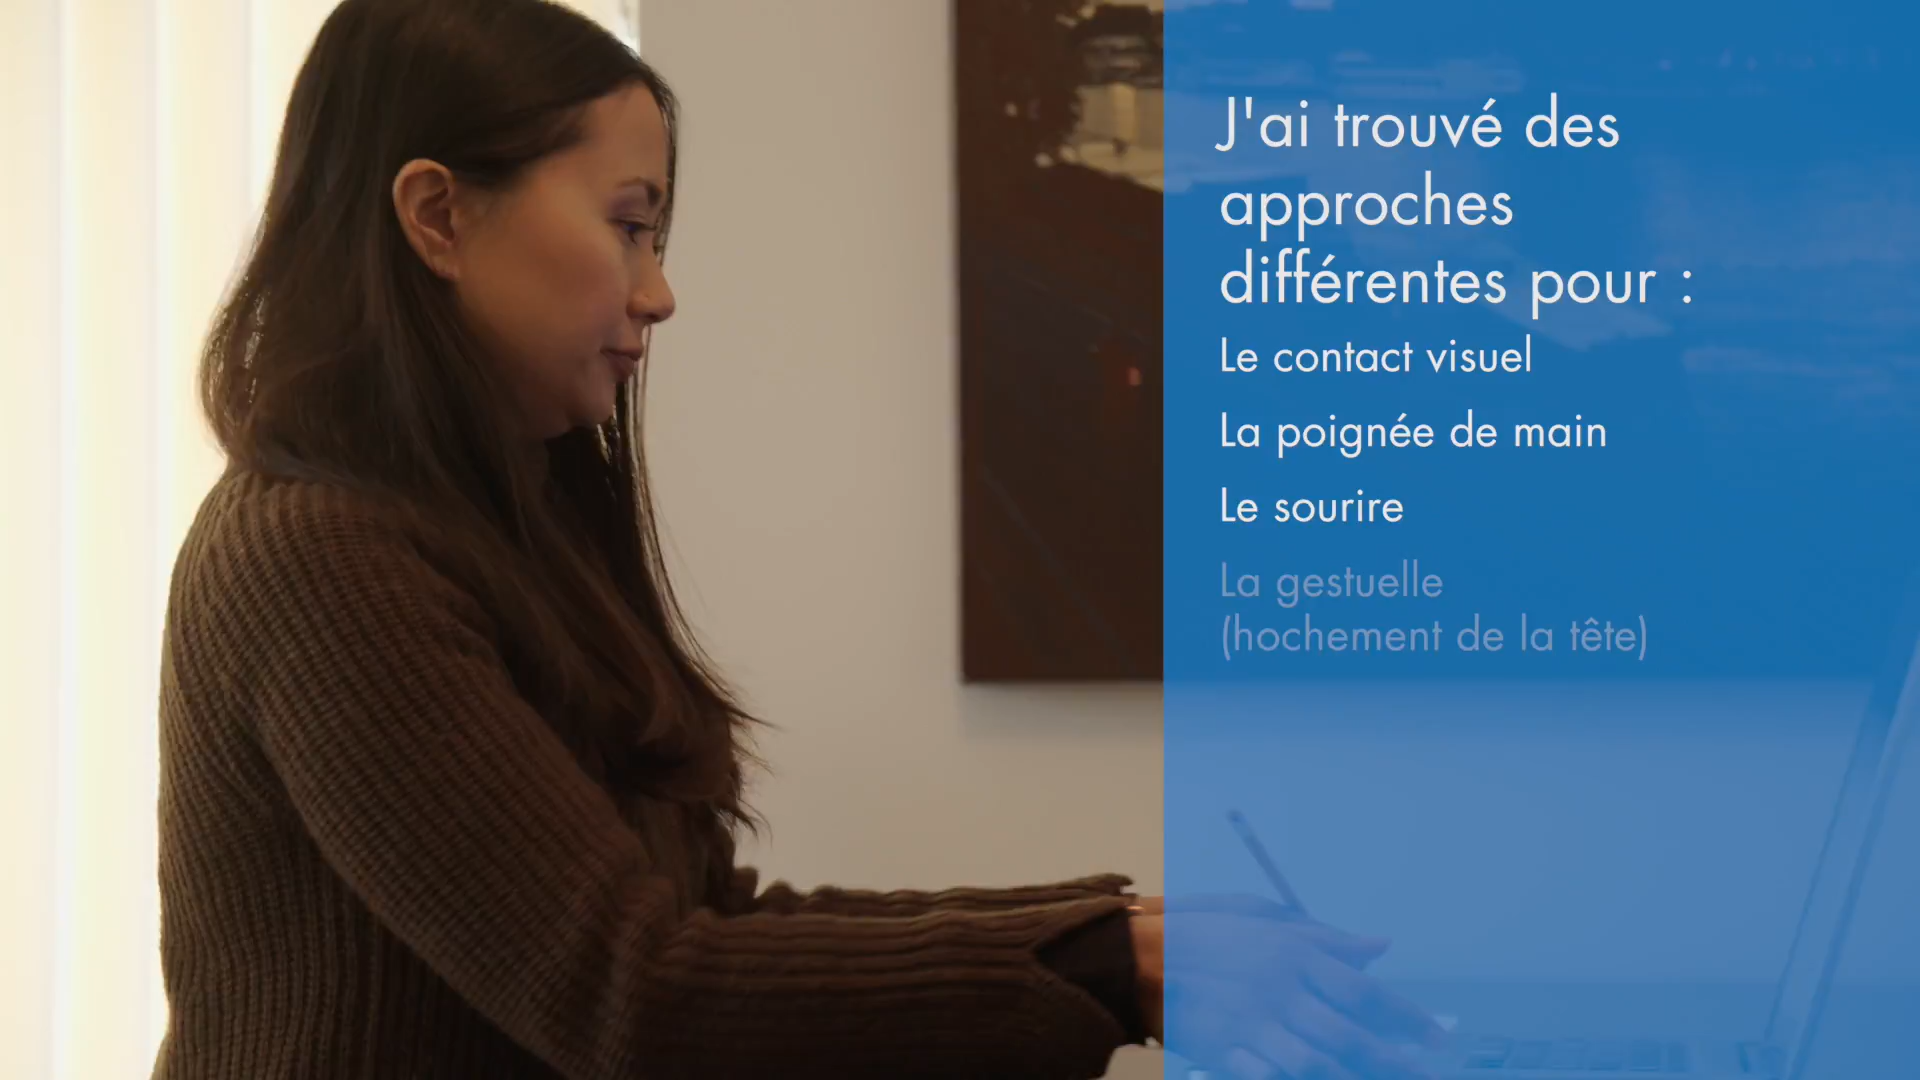 J'ai trouvé des
approches
différentes pour :
Le contact visuel
La poignée de main
Le sourire
La gestuelle
(hochement de la tête)